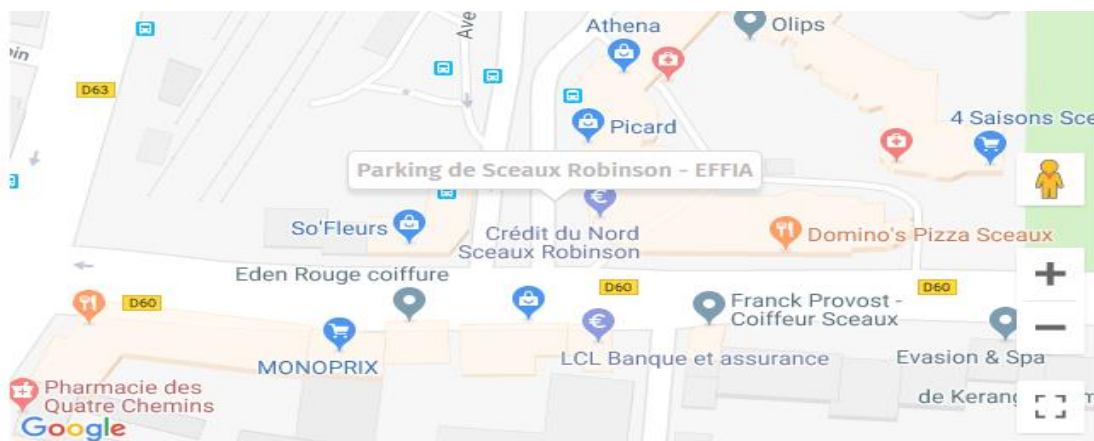 Athena
Olips
Ave
D63
Picard
4 Saisons Sce
Parking de Sceaux Robinson - EFFIA
So'Fleurs
Crédit du Nord
Sceaux Robinson
Domino's Pizza Sceaux
Eden Rouge coiffure
D60
D60
D60
Franck Provost -
Coiffeur Sceaux
MONOPRIX
LCL Banque et assurance
Evasion & Spa
Pharmacie des
Quatre Chemins
de Kerang
Google